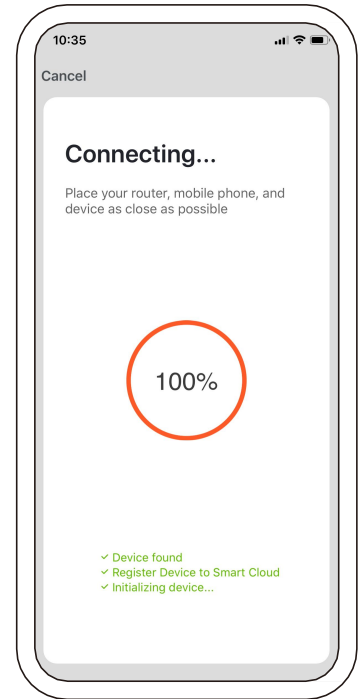 10:35
Cancel
Connecting...
Place your router, mobile phone, and
device as close as possible
100%
✓ Device found
✓ Register Device to Smart Cloud
✓ Initializing device...